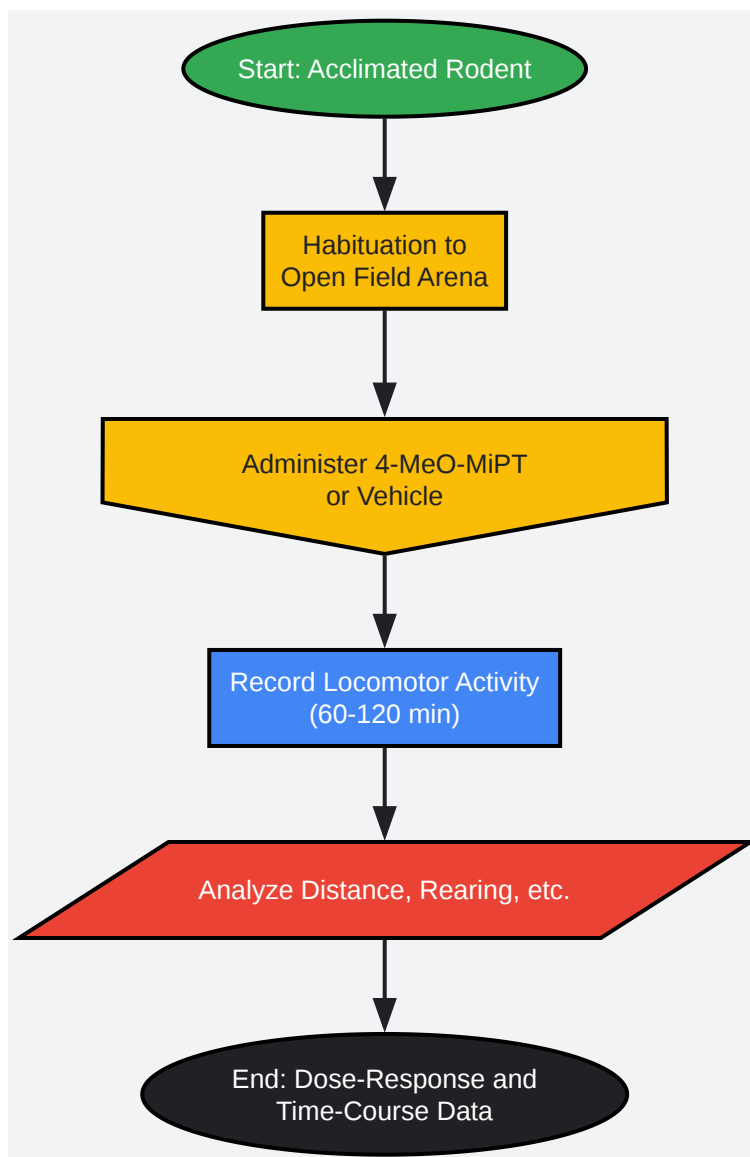 Start: Acclimated Rodent
Habituation to
Open Field Arena
Administer 4-MeO-MiPT
or Vehicle
Record Locomotor Activity
(60-120 min)
Analyze Distance, Rearing, etc.
End: Dose-Response and
Time-Course Data